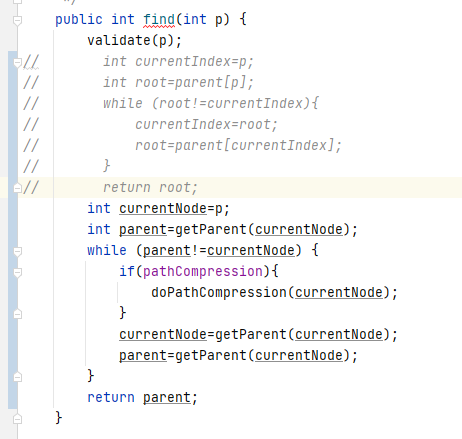 */
public int find(int p) {
    validate(p);
//        int currentIndex=p;
//        int root=parent[p];
//        while (root!=currentIndex){
//            currentIndex=root;
//            root=parent[currentIndex];
//        }
//        return root;
    int currentNode=p;
    int parent=getParent(currentNode);
    while (parent!=currentNode) {
        if(pathCompression){
            doPathCompression(currentNode);
        }
        currentNode=getParent(currentNode);
        parent=getParent(currentNode);
    }
    return parent;
}